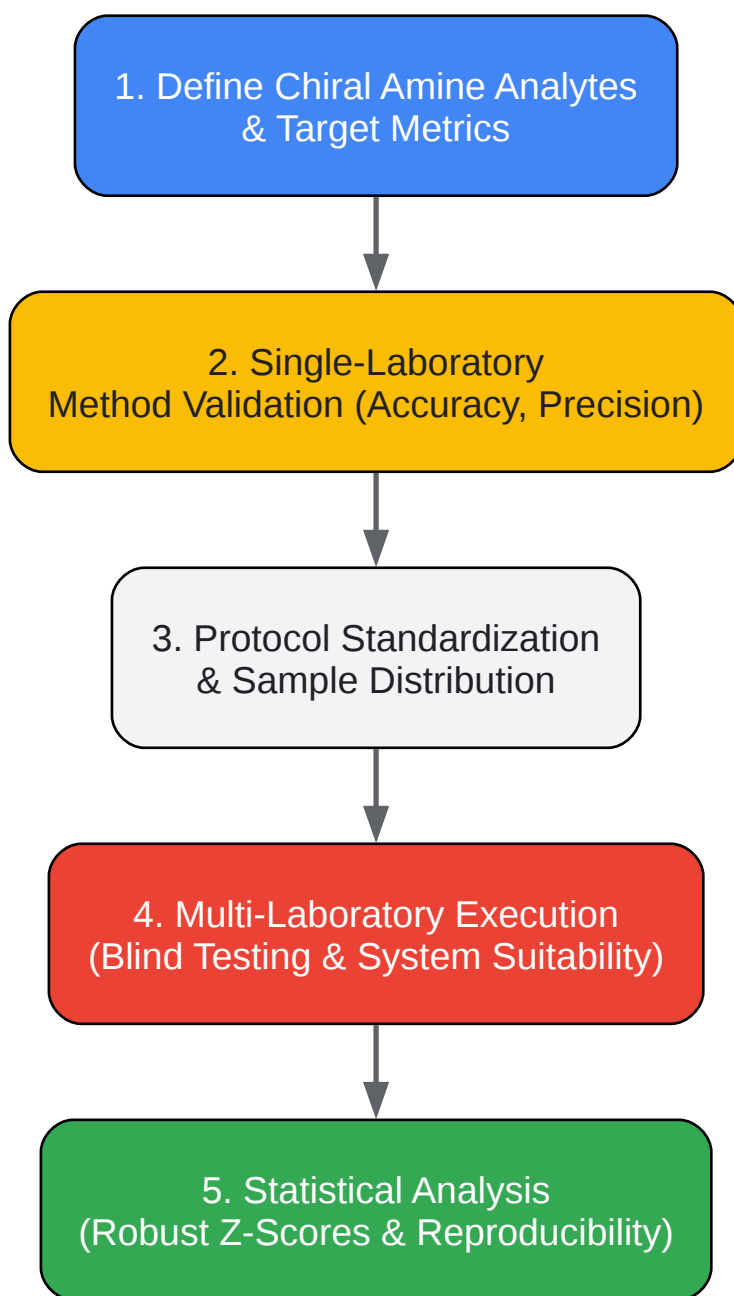 1. Define Chiral Amine Analytes
& Target Metrics
2. Single-Laboratory
Method Validation (Accuracy, Precision)
3. Protocol Standardization
& Sample Distribution
4. Multi-Laboratory Execution
(Blind Testing & System Suitability)
5. Statistical Analysis
(Robust Z-Scores & Reproducibility)